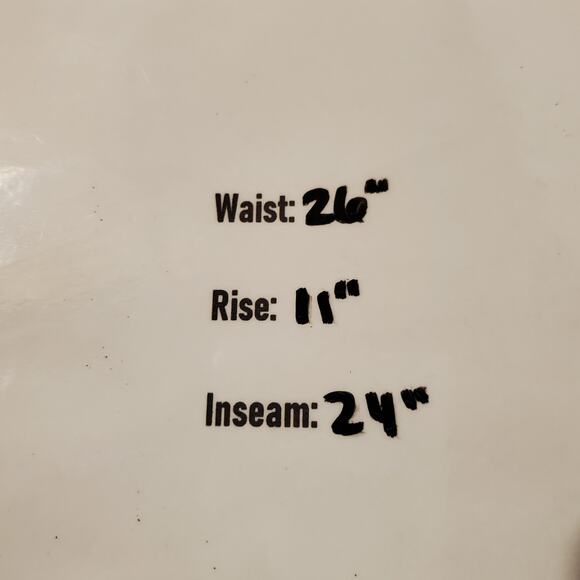 Waist: 26"
Rise: 11"
Inseam: 24"